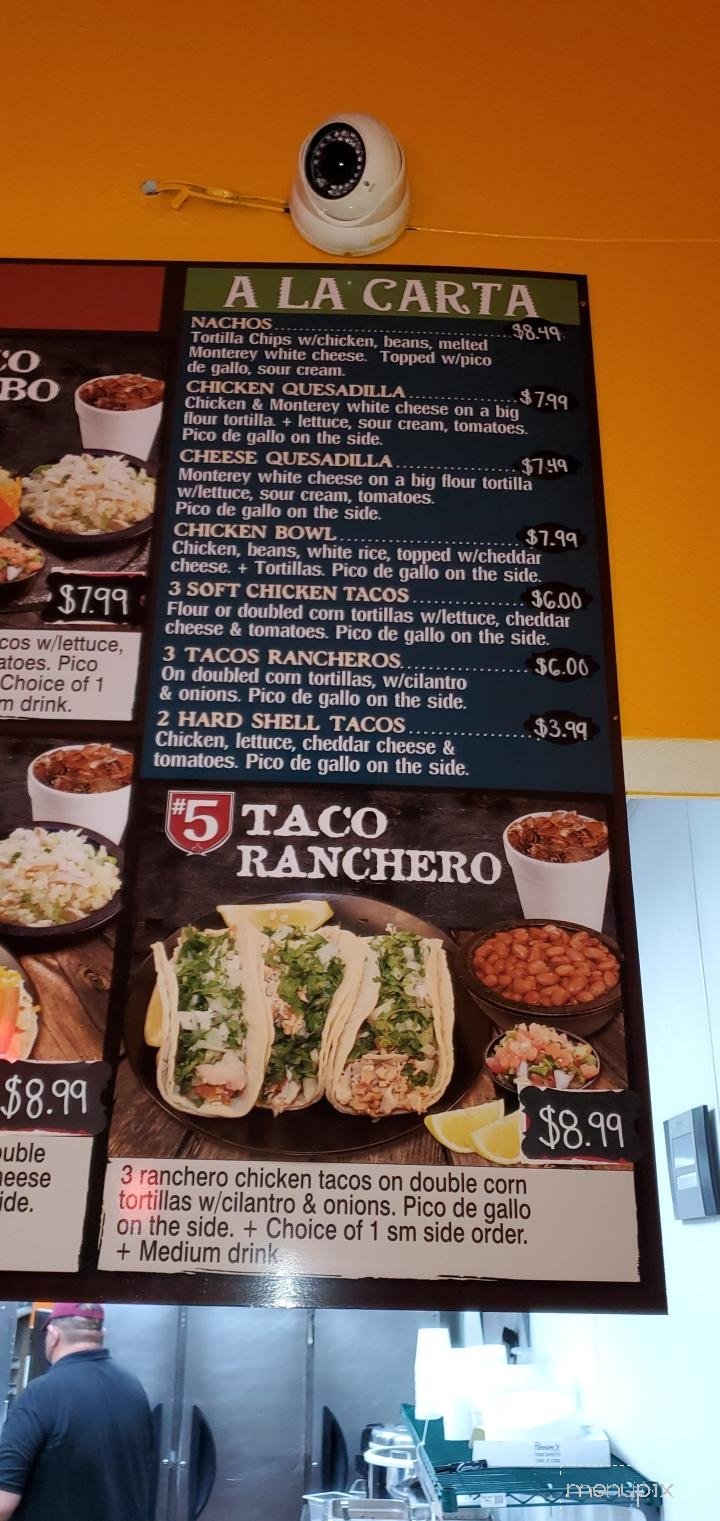 A LA CARTA
NACHOS........................................$8.49
Tortilla Chips w/chicken, beans, melted
Monterey white cheese. Topped w/pico
de gallo, sour cream.
CHICKEN QUESADILLA....................$7.99
Chicken & Monterey white cheese on a big
flour tortilla. + lettuce, sour cream, tomatoes.
Pico de gallo on the side.
CHEESE QUESADILLA....................$7.49
Monterey white cheese on a big flour tortilla
w/lettuce, sour cream, tomatoes.
Pico de gallo on the side.
CHICKEN BOWL..............................$7.99
Chicken, beans, white rice, topped w/cheddar
cheese. + Tortillas. Pico de gallo on the side.
3 SOFT CHICKEN TACOS....................$6.00
Flour or doubled corn tortillas w/lettuce, cheddar
cheese & tomatoes. Pico de gallo on the side.
3 TACOS RANCHEROS....................$6.00
On doubled corn tortillas, w/cilantro
& onions. Pico de gallo on the side.
2 HARD SHELL TACOS....................$3.99
Chicken, lettuce, cheddar cheese &
tomatoes. Pico de gallo on the side.
#5 TACO
RANCHERO
$8.99
3 ranchero chicken tacos on double corn
tortillas w/cilantro & onions. Pico de gallo
on the side. + Choice of 1 sm side order.
+ Medium drink
CO
BO
$7.99
cos w/lettuce,
atoes. Pico
Choice of 1
m drink.
$8.99
ouble
heese
ide.
menupix